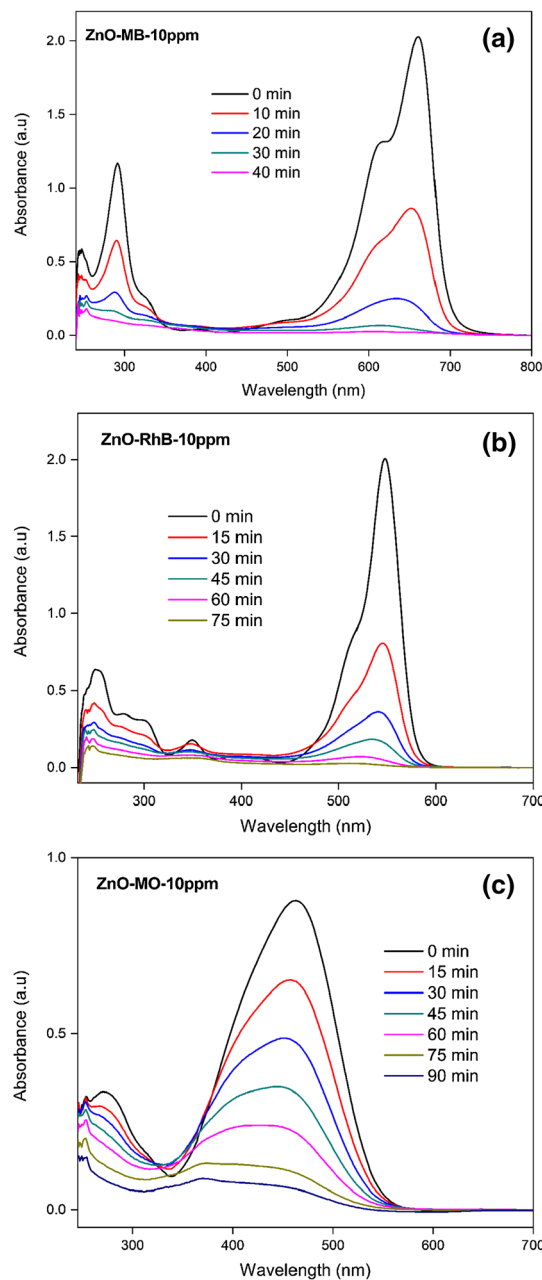 ZnO-MB-10ppm
(a)
0 min
10 min
20 min
30 min
40 min
Absorbance (a.u)
2.0
1.5
1.0
0.5
0.0
300 400 500 600 700 800
Wavelength (nm)
ZnO-RhB-10ppm
(b)
0 min
15 min
30 min
45 min
60 min
75 min
Absorbance (a.u)
2.0
1.5
1.0
0.5
0.0
300 400 500 600 700
Wavelength (nm)
ZnO-MO-10ppm
(c)
0 min
15 min
30 min
45 min
60 min
75 min
90 min
Absorbance (a.u)
1.0
0.5
0.0
300 400 500 600 700
Wavelength (nm)